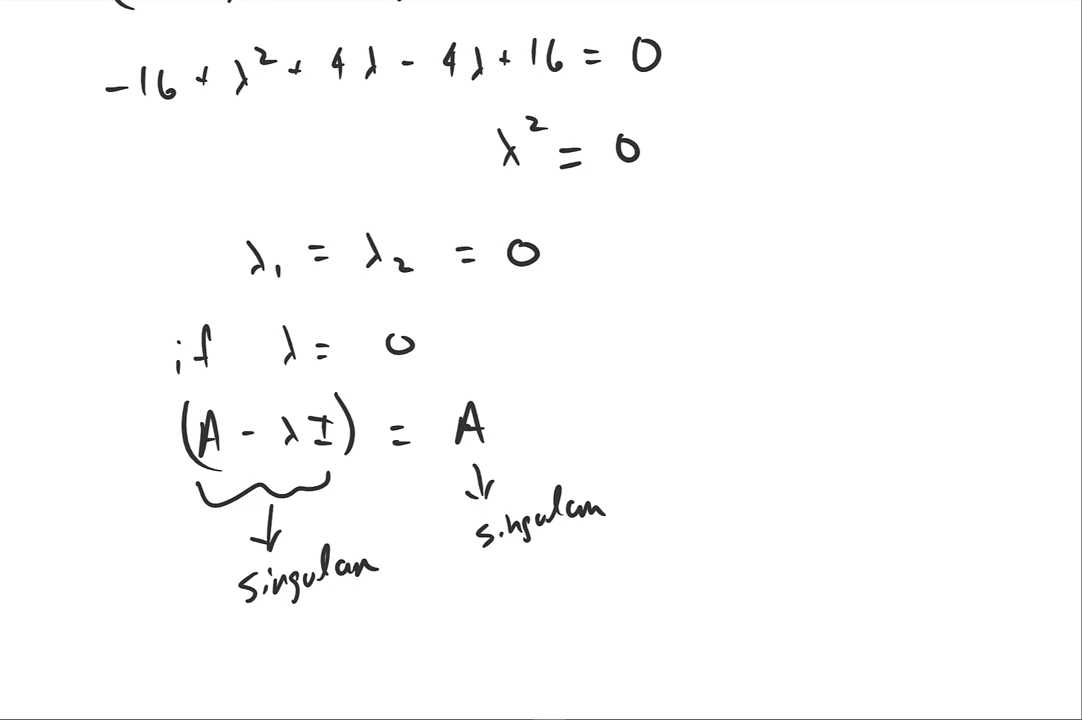 -16 + λ² + 4λ - 4λ + 16 = 0
λ² = 0
λ₁ = λ₂ = 0
if λ = 0
(A - λI) = A
singular
singular